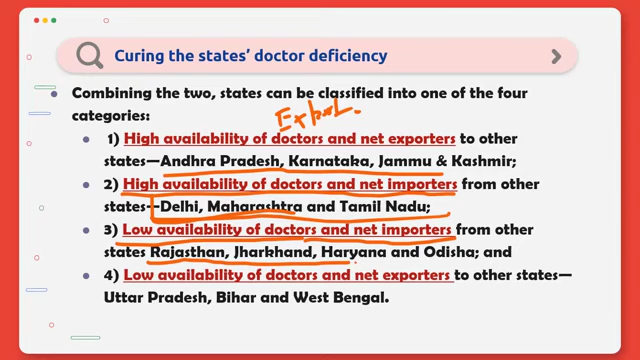 Curing the states' doctor deficiency
Combining the two, states can be classified into one of the four
categories:
Export.
1) High availability of doctors and net exporters to other
states—Andhra Pradesh, Karnataka, Jammu & Kashmir;
2) High availability of doctors and net importers from other
states—Delhi, Maharashtra and Tamil Nadu;
3) Low availability of doctors and net importers from other
states Rajasthan, Jharkhand, Haryana and Odisha; and
4) Low availability of doctors and net exporters to other states—
Uttar Pradesh, Bihar and West Bengal.